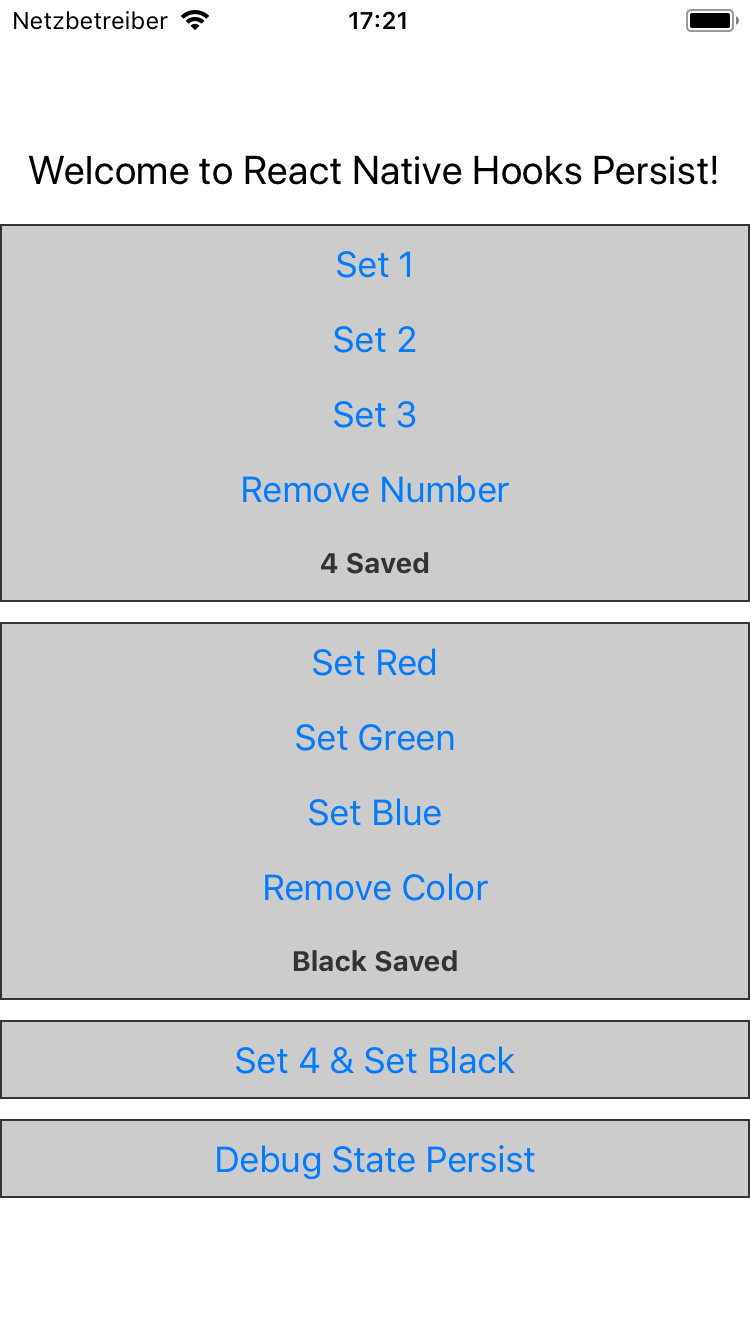 Netzbetreiber 17:21
Welcome to React Native Hooks Persist!
Set 1
Set 2
Set 3
Remove Number
4 Saved
Set Red
Set Green
Set Blue
Remove Color
Black Saved
Set 4 & Set Black
Debug State Persist